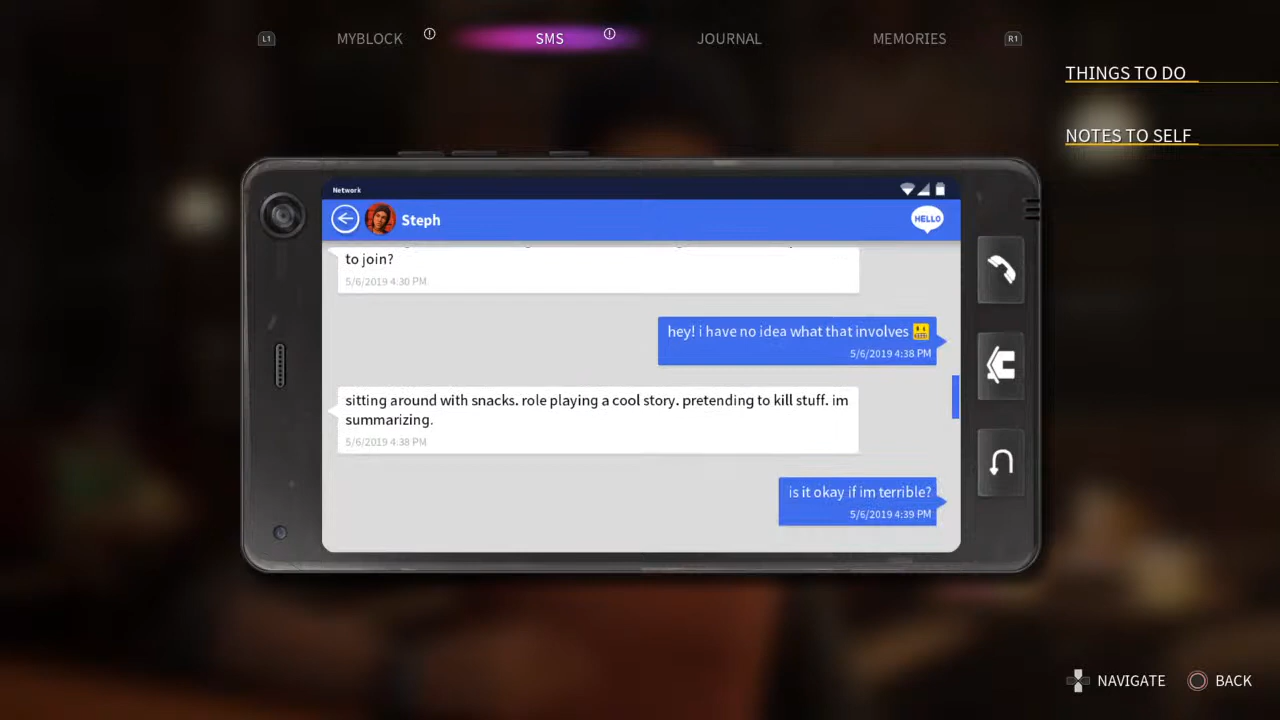 L1
MYBLOCK
SMS
JOURNAL
MEMORIES
R1
THINGS TO DO
NOTES TO SELF
Network
Steph
HELLO
to join?
5/6/2019 4:30 PM
hey! i have no idea what that involves
5/6/2019 4:38 PM
sitting around with snacks. role playing a cool story. pretending to kill stuff. im
summarizing.
5/6/2019 4:38 PM
is it okay if im terrible?
5/6/2019 4:39 PM
NAVIGATE
BACK